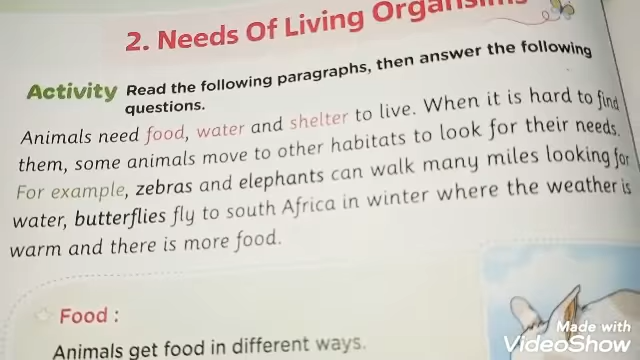 2. Needs Of Living Organisms
Activity Read the following paragraphs, then answer the following
questions.
Animals need food, water and shelter to live. When it is hard to find
them, some animals move to other habitats to look for their needs.
For example, zebras and elephants can walk many miles looking for
water, butterflies fly to south Africa in winter where the weather is
warm and there is more food.
Food :
Animals get food in different ways.
Made with
VideoShow